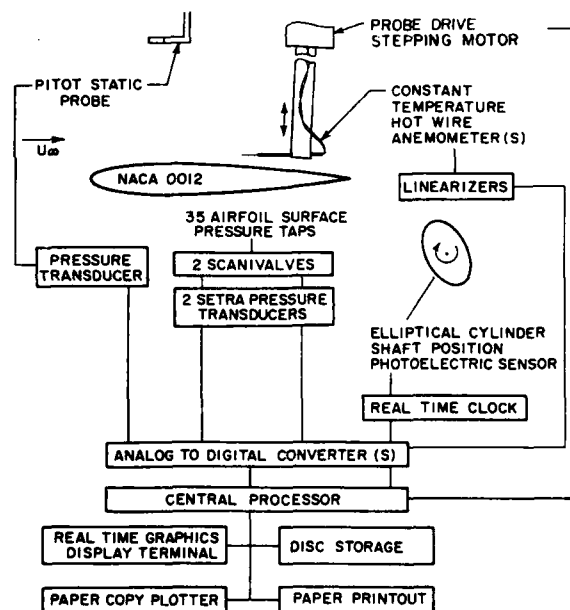 PROBE DRIVE
STEPPING MOTOR
PITOT STATIC
PROBE
CONSTANT
TEMPERATURE
HOT WIRE
ANEMOMETER(S)
U∞
NACA 0012
LINEARIZERS
35 AIRFOIL SURFACE
PRESSURE TAPS
PRESSURE
TRANSDUCER
2 SCANIVALVES
2 SETRA PRESSURE
TRANSDUCERS
ELLIPTICAL CYLINDER
SHAFT POSITION
PHOTOELECTRIC SENSOR
REAL TIME CLOCK
ANALOG TO DIGITAL CONVERTER (S)
CENTRAL PROCESSOR
REAL TIME GRAPHICS
DISPLAY TERMINAL
DISC STORAGE
PAPER COPY PLOTTER
PAPER PRINTOUT